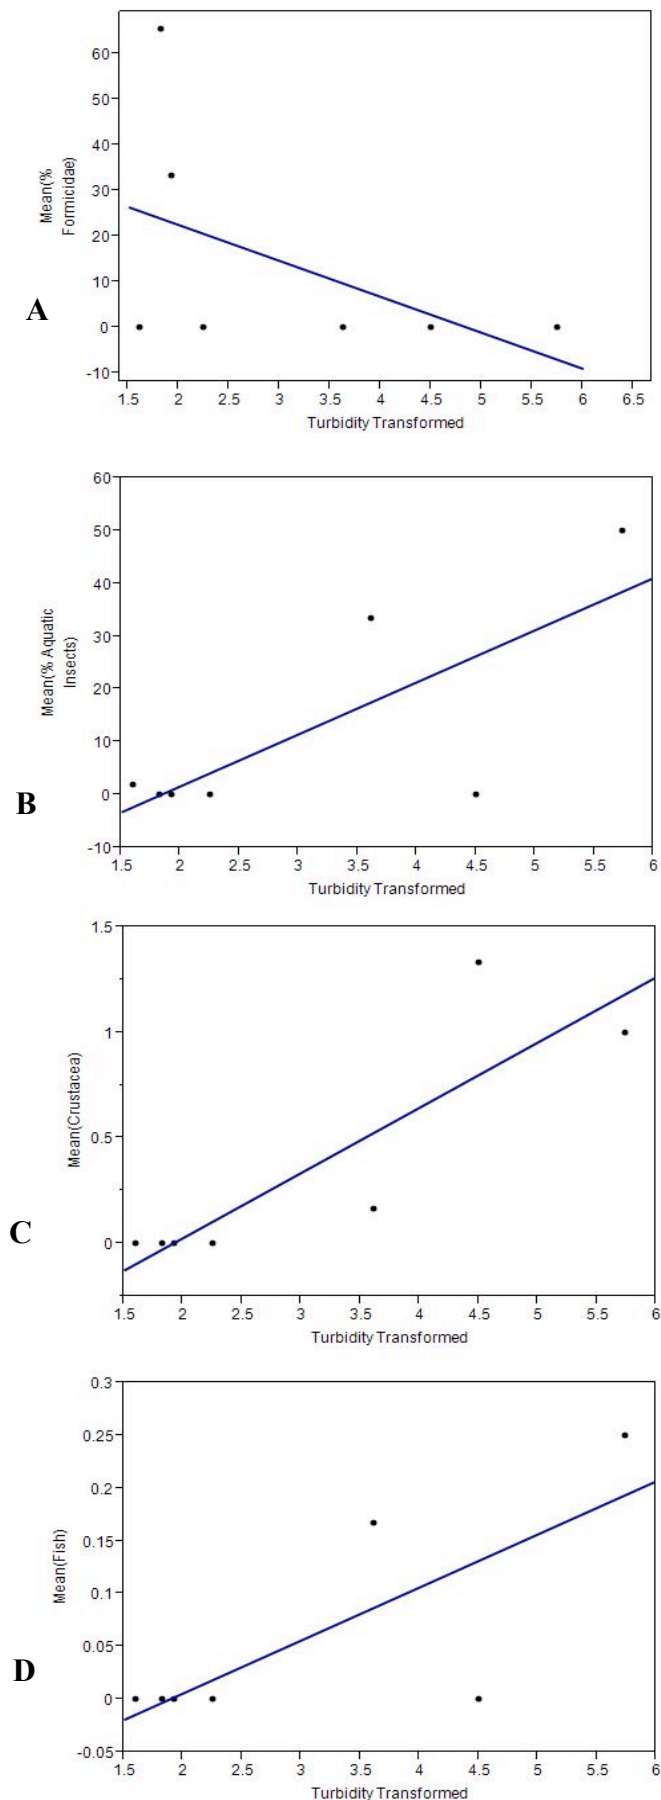 60
50
40
30
20
10
0
-10
Mean(%
Formicidae)
A
1.5 2 2.5 3 3.5 4 4.5 5 5.5 6 6.5
Turbidity Transformed
60
50
40
30
20
10
0
-10
Mean(% Aquatic
Insects)
B
1.5 2 2.5 3 3.5 4 4.5 5 5.5 6
Turbidity Transformed
1.5
1
0.5
0
Mean(Crustacea)
C
1.5 2 2.5 3 3.5 4 4.5 5 5.5 6
Turbidity Transformed
0.3
0.25
0.2
0.15
0.1
0.05
0
-0.05
Mean(Fish)
D
1.5 2 2.5 3 3.5 4 4.5 5 5.5 6
Turbidity Transformed